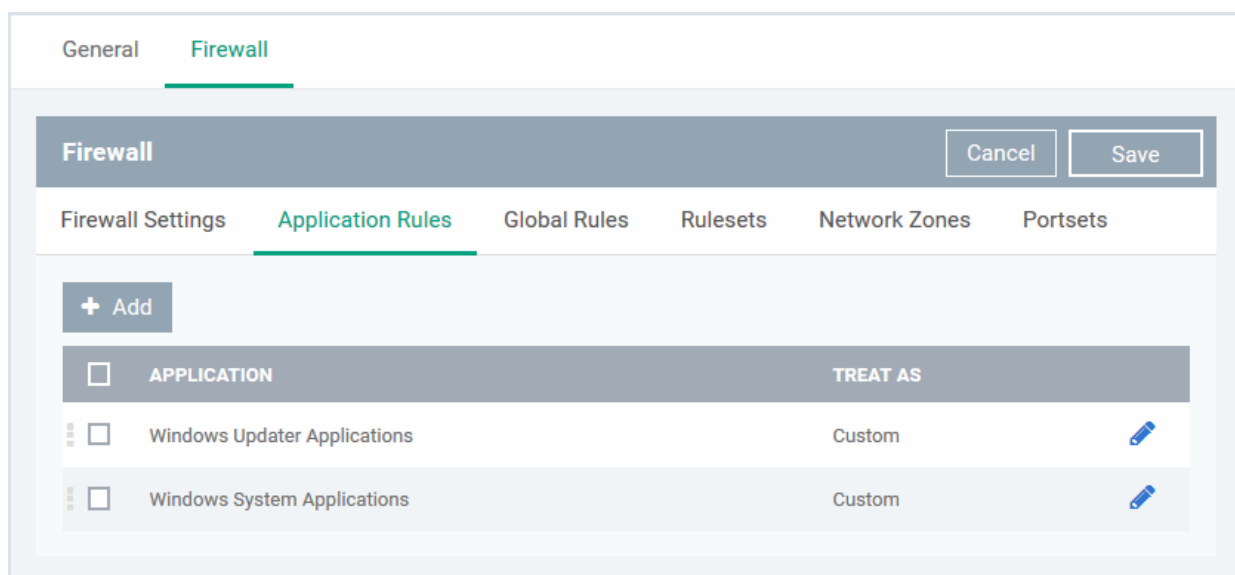 General Firewall
Firewall Cancel Save
Firewall Settings Application Rules Global Rules Rulesets Network Zones Portsets
+ Add
APPLICATION TREAT AS
Windows Updater Applications Custom
Windows System Applications Custom